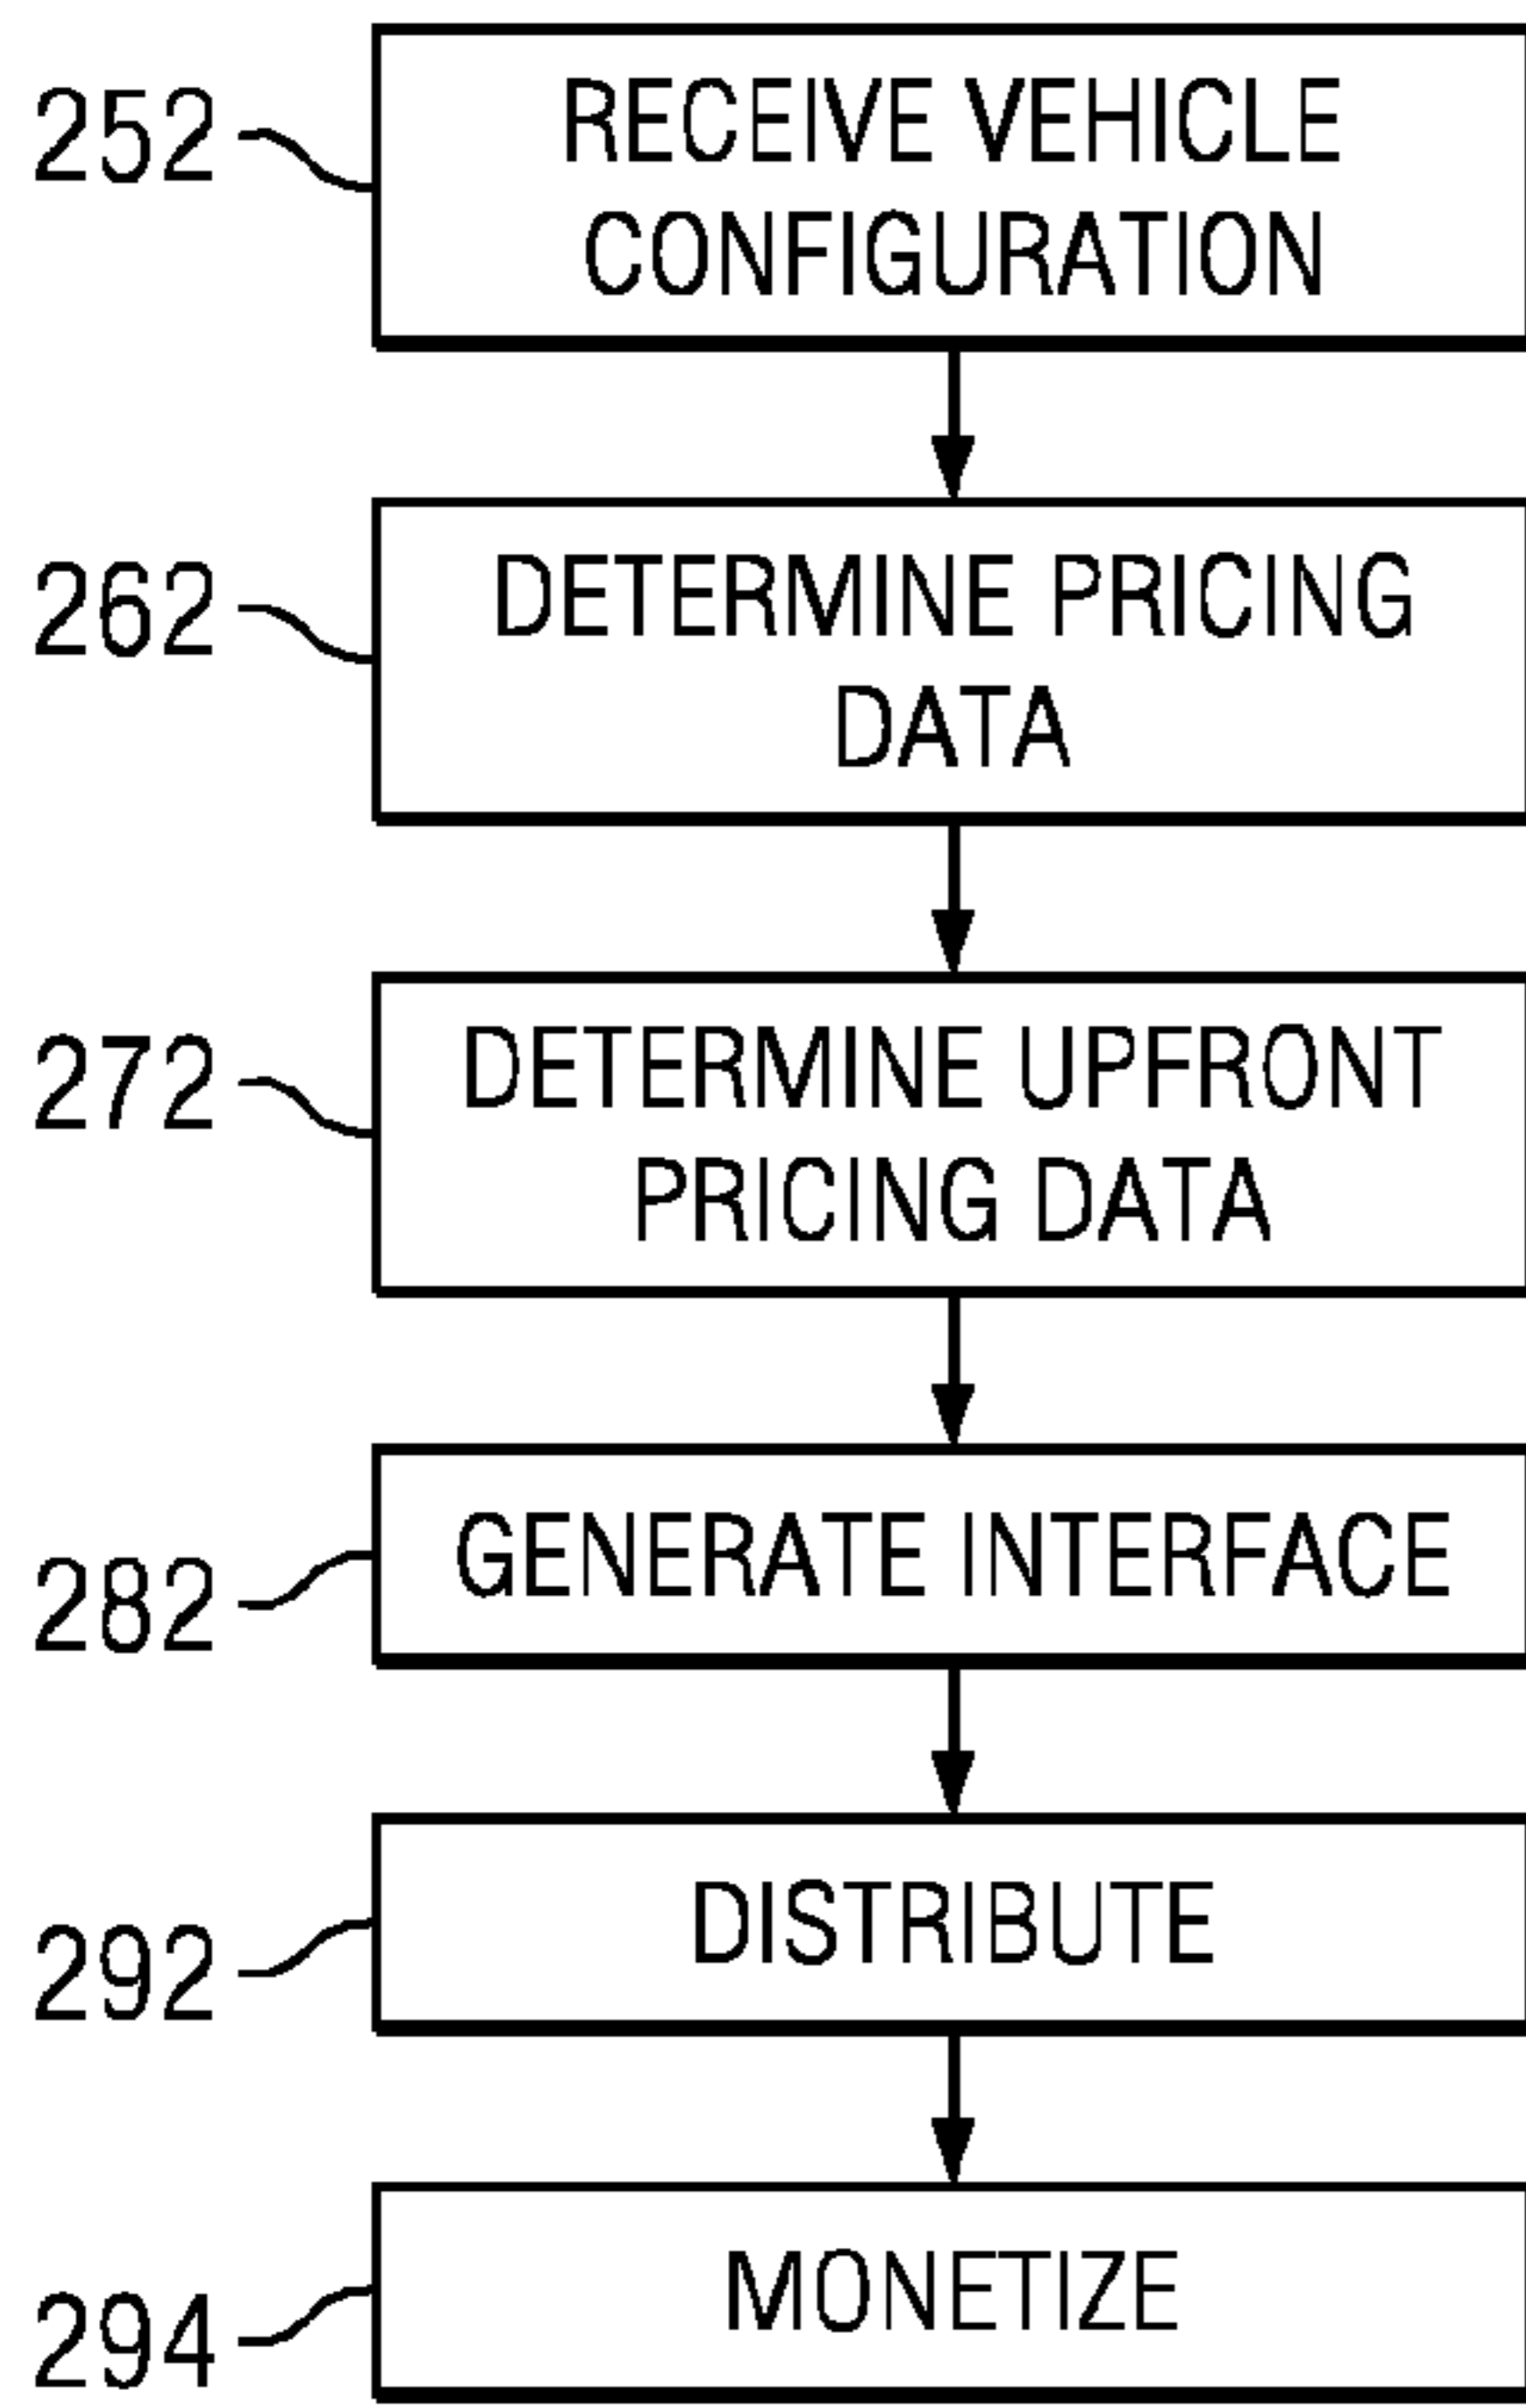 252
RECEIVE VEHICLE
CONFIGURATION
262
DETERMINE PRICING
DATA
272
DETERMINE UPFRONT
PRICING DATA
282
GENERATE INTERFACE
292
DISTRIBUTE
294
MONETIZE